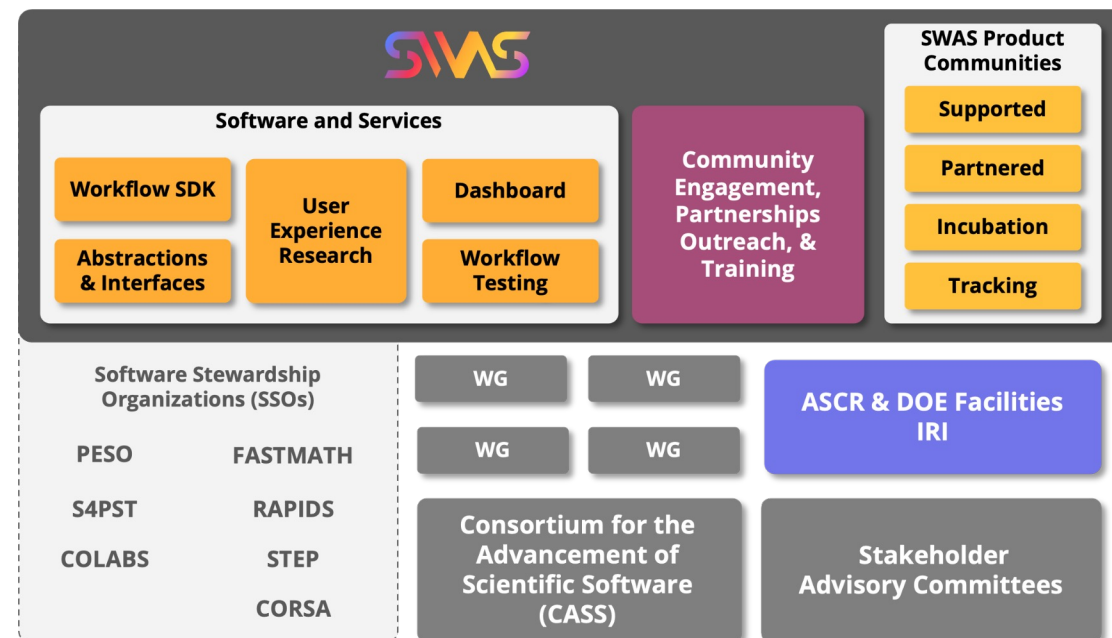 SWAS
Software and Services
Workflow SDK
Abstractions
& Interfaces
User
Experience
Research
Dashboard
Workflow
Testing
Community
Engagement,
Partnerships
Outreach, &
Training
SWAS Product
Communities
Supported
Partnered
Incubation
Tracking
Software Stewardship
Organizations (SSOs)
PESO
FASTMATH
S4PST
RAPIDS
COLABS
STEP
CORSA
WG
WG
WG
WG
ASCR & DOE Facilities
IRI
Consortium for the
Advancement of
Scientific Software
(CASS)
Stakeholder
Advisory Committees